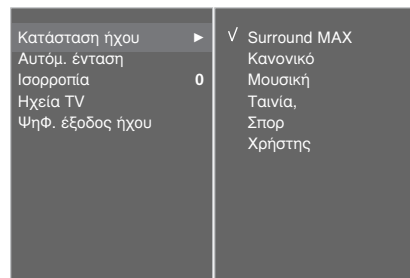 Κατάσταση ήχου ►
Αυτόμ. ένταση
Ισορροπία 0
Ηχεία TV
ΨηΦ. έξοδος ήχου
√ Surround MAX
Κανονικό
Μουσική
Ταινία,
Σπορ
Χρήστης